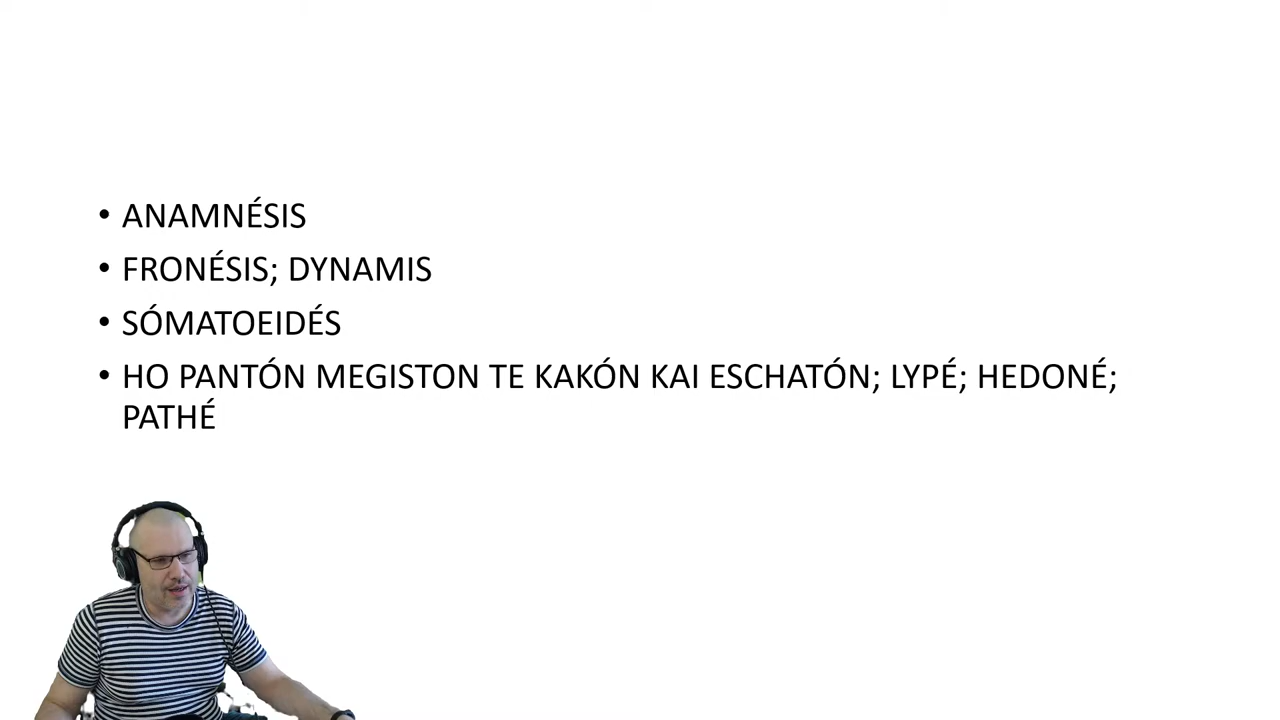 • ANAMNÉSIS
• FRONÉSIS; DYNAMIS
• SÓMATOEIDÉS
• HO PANTÓN MEGISTON TE KAKÓN KAI ESCHATÓN; LYPÉ; HEDONÉ;
PATHÉ